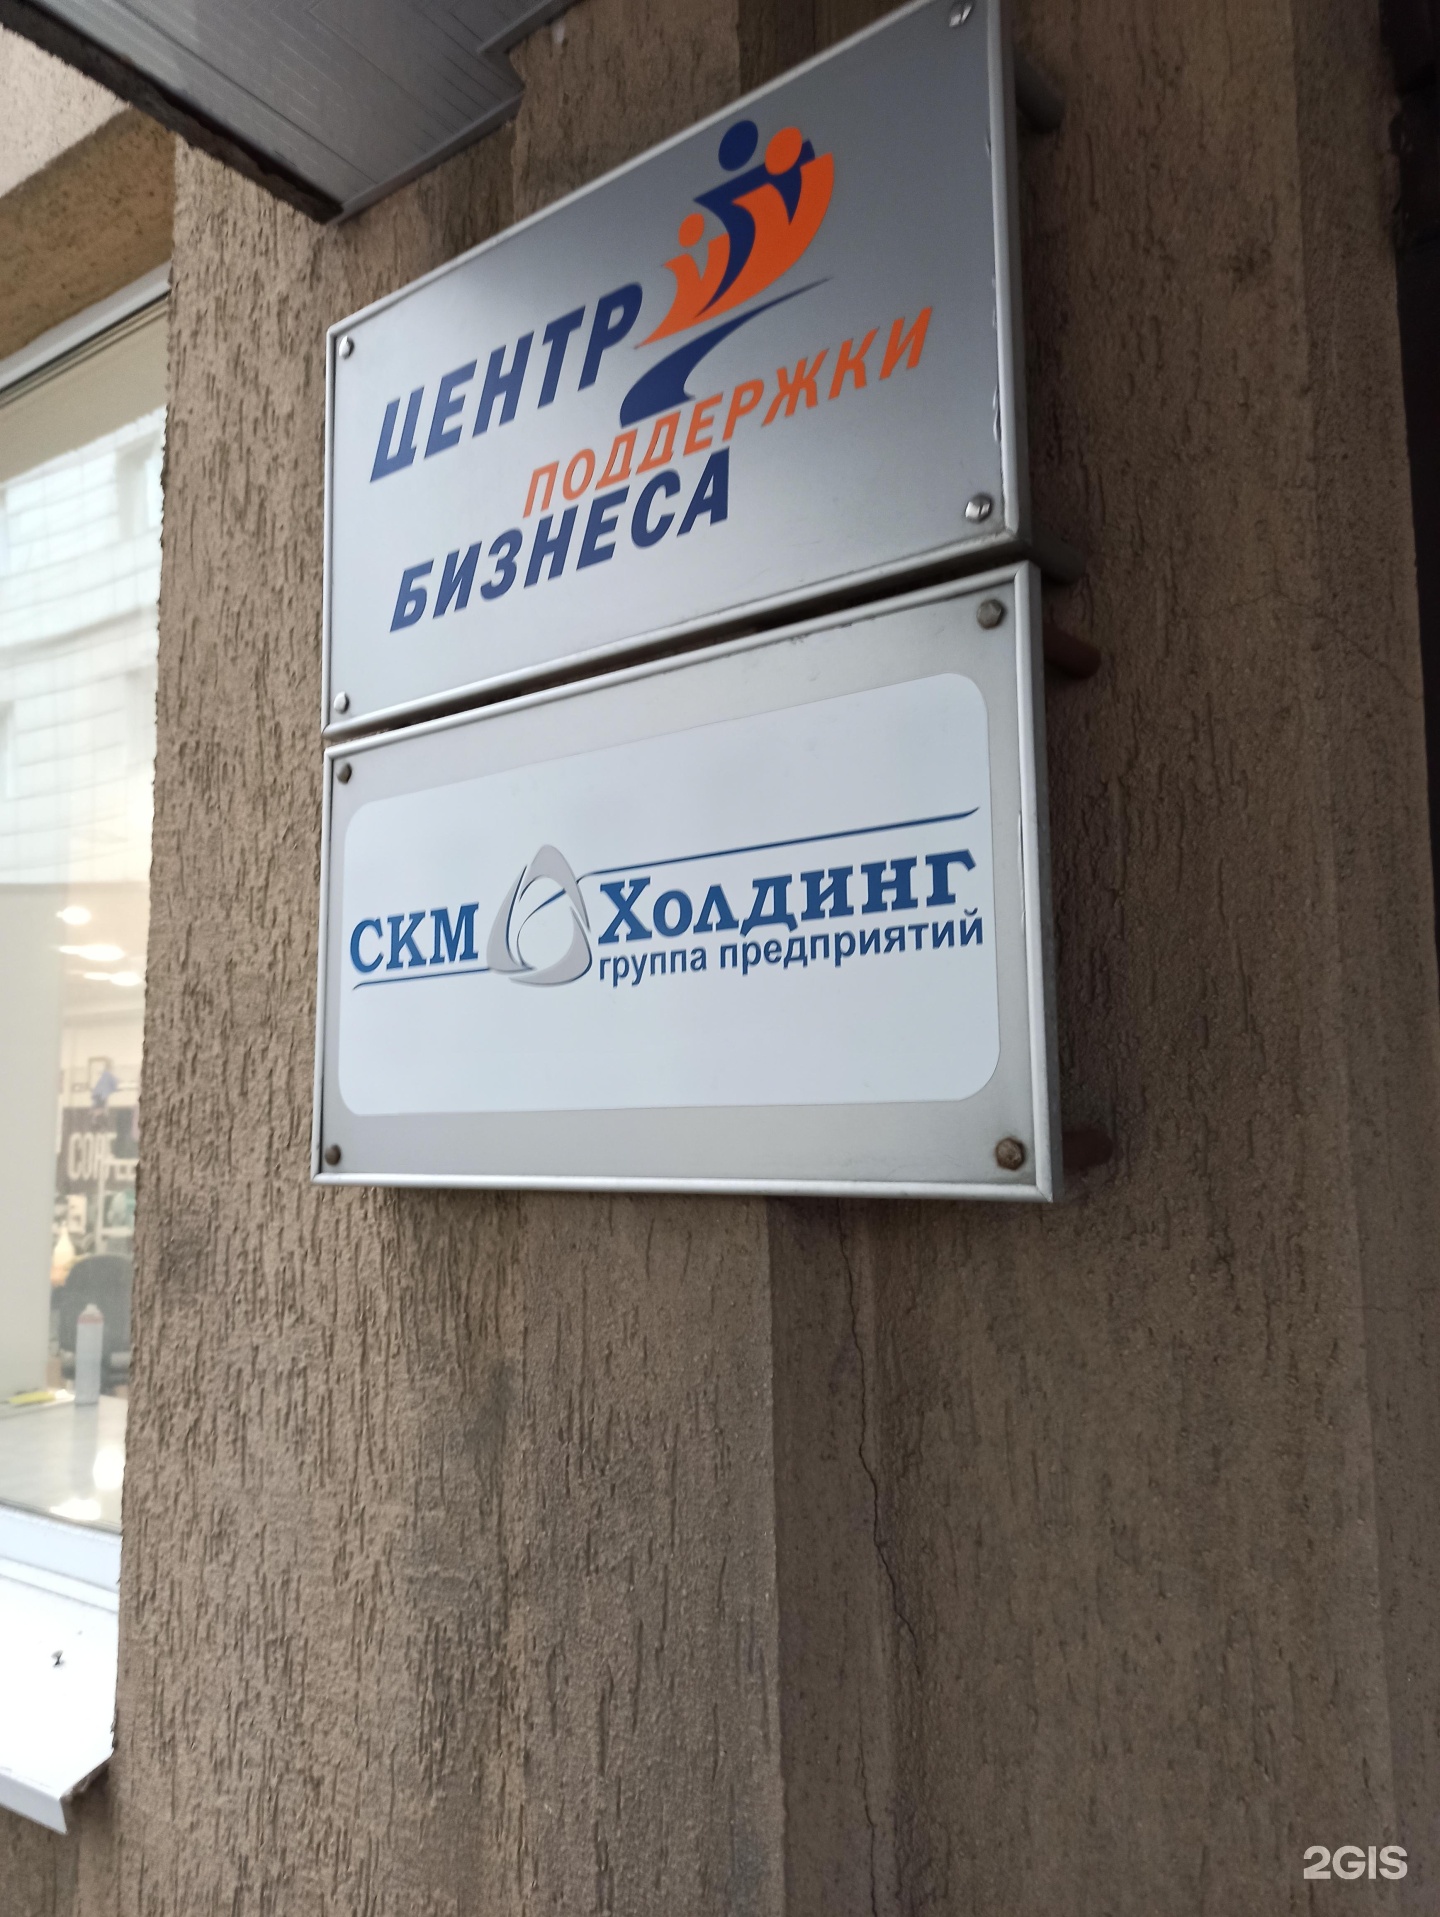 ЦЕНТР
ПОДДЕРЖКИ
БИЗНЕСА
СКМ Холдинг
группа предприятий
2GIS